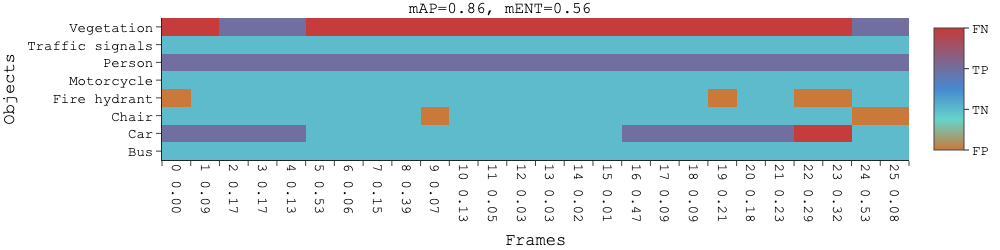 mAP=0.86, mENT=0.56
Objects
Vegetation
Traffic signals
Person
Motorcycle
Fire hydrant
Chair
Car
Bus
FN
TP
TN
FP
0 0.00
1 0.09
2 0.17
3 0.17
4 0.13
5 0.53
6 0.06
7 0.15
8 0.39
9 0.07
10 0.13
11 0.05
12 0.03
13 0.03
14 0.02
15 0.01
16 0.47
17 0.09
18 0.09
19 0.21
20 0.18
21 0.23
22 0.29
23 0.32
24 0.53
25 0.08
Frames